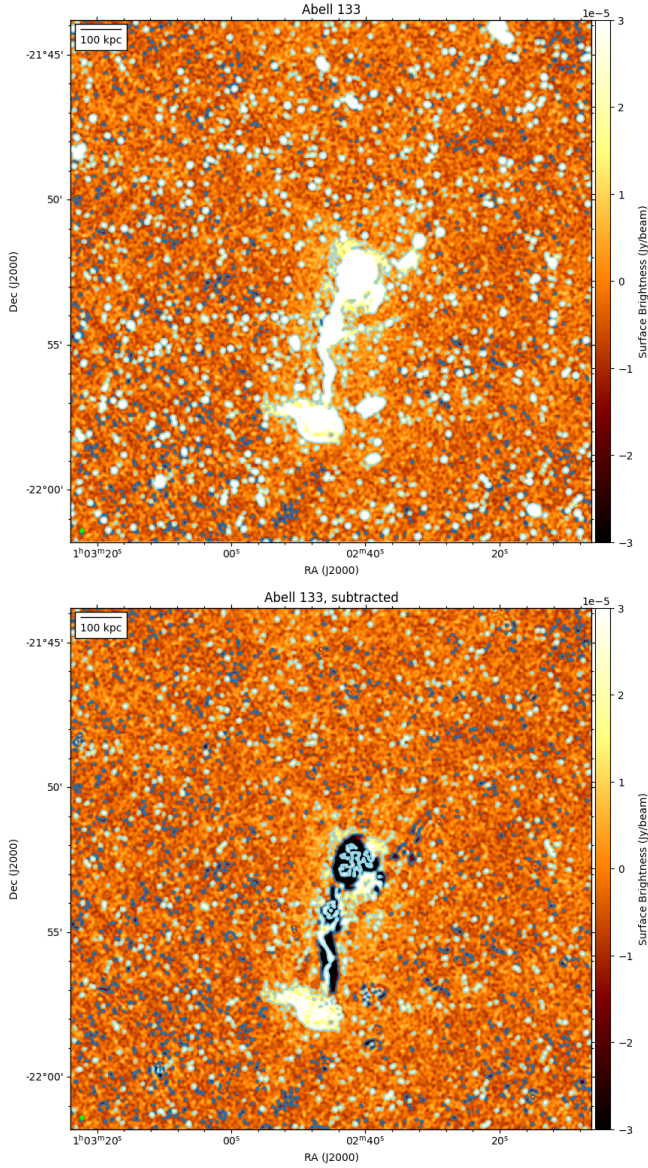 Abell 133
1e−5
100 kpc
-21°45'
50'
55'
-22°00'
Dec (J2000)
3
2
1
0
−1
−2
−3
Surface Brightness (Jy/beam)
1ʰ03ᵐ20ˢ 00ˢ 02ᵐ40ˢ 20ˢ
RA (J2000)
Abell 133, subtracted
1e−5
100 kpc
-21°45'
50'
55'
-22°00'
Dec (J2000)
3
2
1
0
−1
−2
−3
Surface Brightness (Jy/beam)
1ʰ03ᵐ20ˢ 00ˢ 02ᵐ40ˢ 20ˢ
RA (J2000)